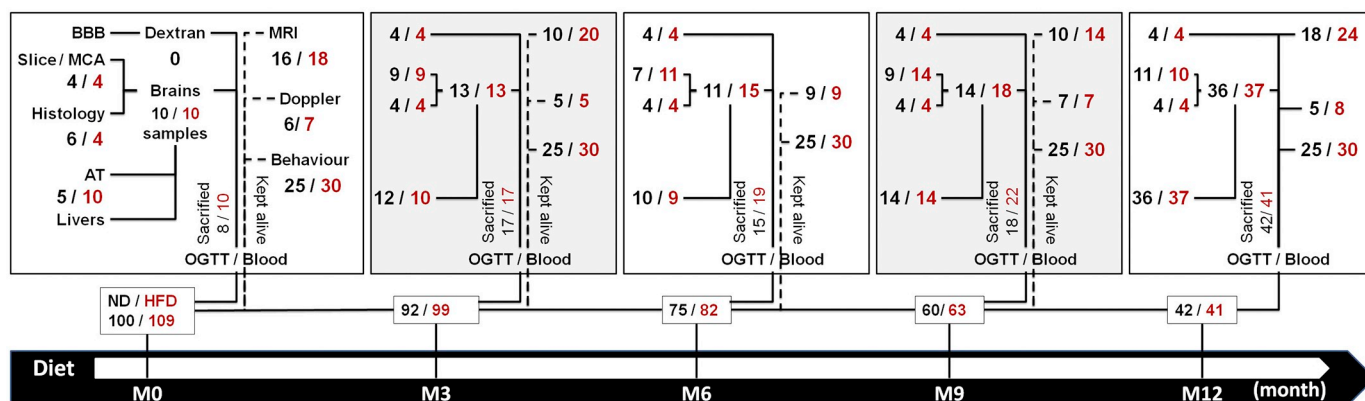 BBB
Dextran
0
Slice / MCA
4 / 4
Brains
10 / 10
samples
Histology
6 / 4
AT
5 / 10
Livers
Sacrified
8 / 10
MRI
16 / 18
Doppler
6/ 7
Behaviour
25 / 30
Kept alive
OGTT / Blood
4 / 4
9 / 9
4 / 4
13 / 13
12 / 10
Sacrified
17 / 17
10 / 20
5 / 5
25 / 30
Kept alive
OGTT / Blood
4 / 4
7 / 11
4 / 4
11 / 15
10 / 9
Sacrified
15 / 19
9 / 9
25 / 30
OGTT / Blood
4 / 4
9 / 14
4 / 4
14 / 18
14 / 14
Sacrified
18 / 22
10 / 14
7 / 7
25 / 30
Kept alive
OGTT / Blood
4 / 4
11 / 10
4 / 4
36 / 37
36 / 37
Sacrified
42/ 41
18 / 24
5 / 8
25 / 30
OGTT / Blood
ND / HFD
100 / 109
92 / 99
75 / 82
60/ 63
42 / 41
Diet
M0
M3
M6
M9
M12
(month)